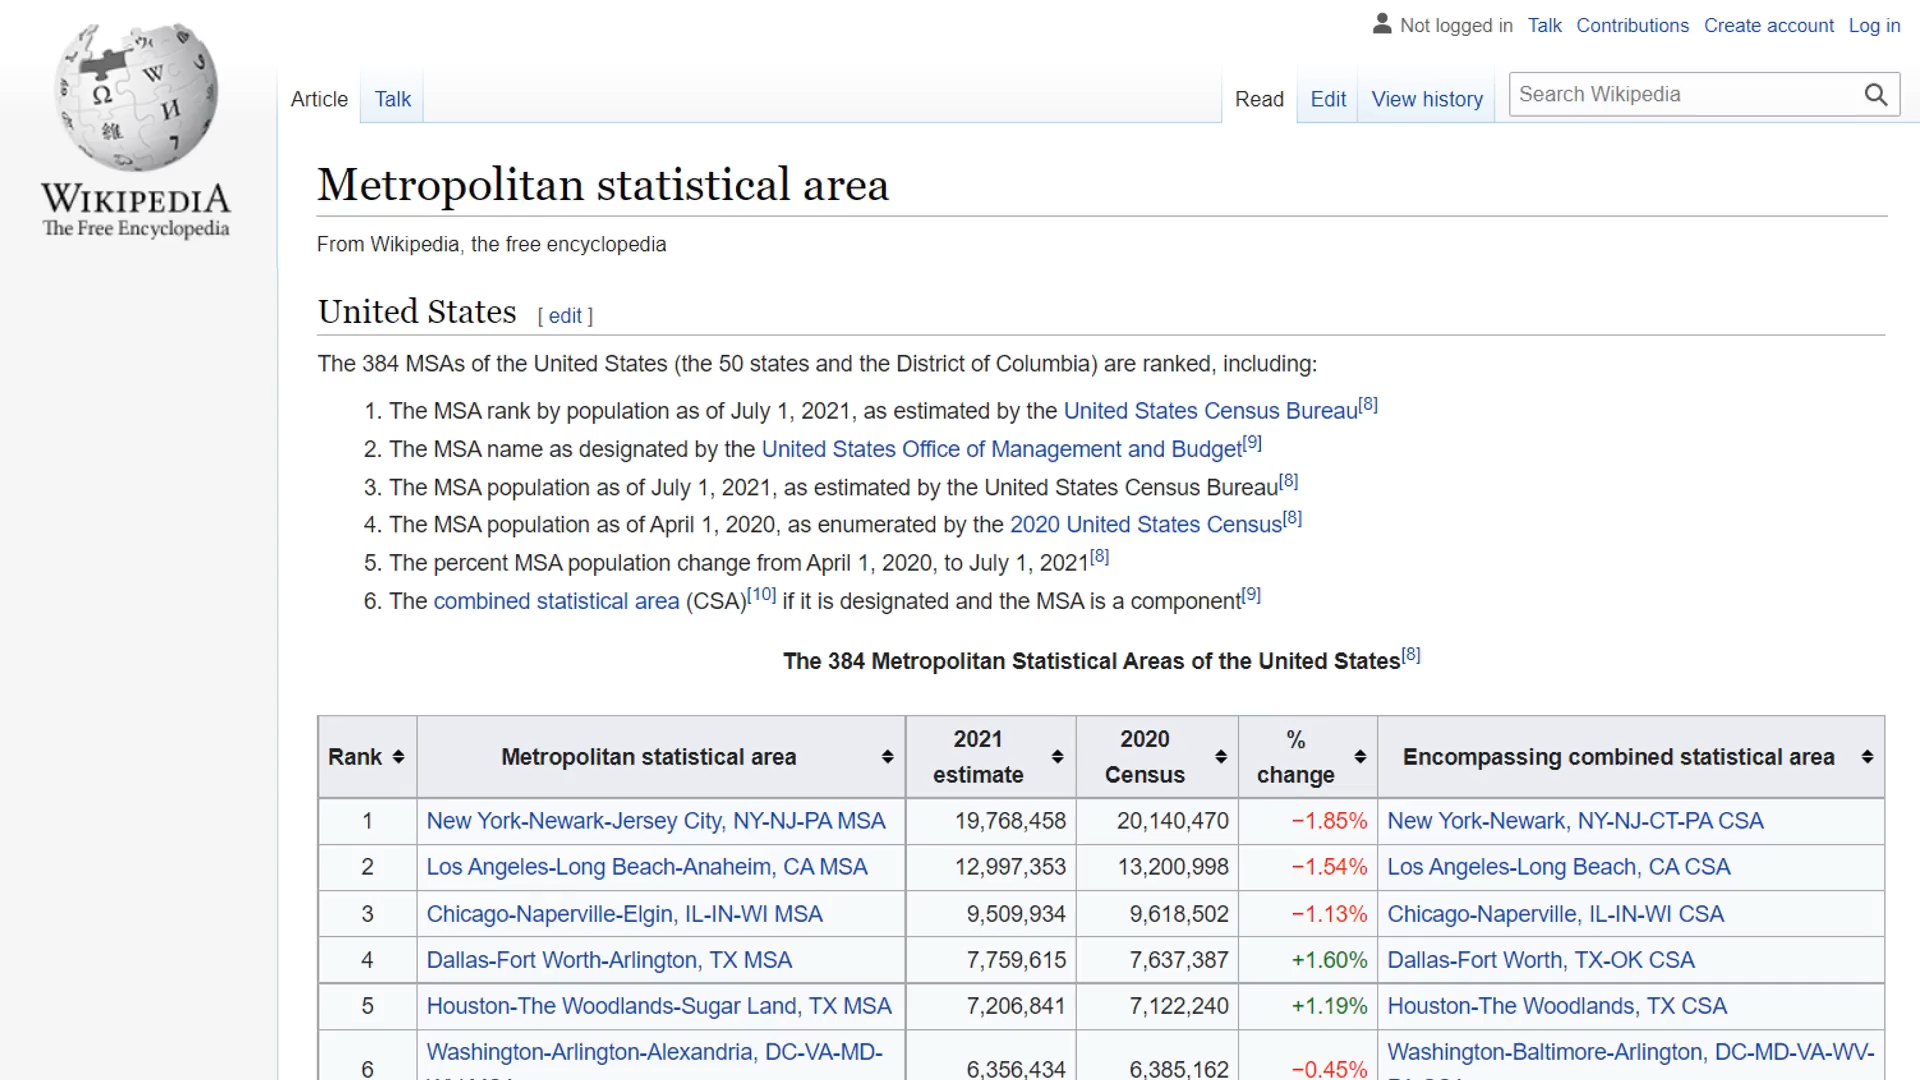 Not logged in Talk Contributions Create account Log in
Article Talk Read Edit View history Search Wikipedia
WIKIPEDIA
The Free Encyclopedia
Metropolitan statistical area
From Wikipedia, the free encyclopedia
United States [ edit ]
The 384 MSAs of the United States (the 50 states and the District of Columbia) are ranked, including:
1. The MSA rank by population as of July 1, 2021, as estimated by the United States Census Bureau[8]
2. The MSA name as designated by the United States Office of Management and Budget[9]
3. The MSA population as of July 1, 2021, as estimated by the United States Census Bureau[8]
4. The MSA population as of April 1, 2020, as enumerated by the 2020 United States Census[8]
5. The percent MSA population change from April 1, 2020, to July 1, 2021[8]
6. The combined statistical area (CSA)[10] if it is designated and the MSA is a component[9]
The 384 Metropolitan Statistical Areas of the United States[8]
Rank Metropolitan statistical area 2021 estimate 2020 Census % change Encompassing combined statistical area
1 New York-Newark-Jersey City, NY-NJ-PA MSA 19,768,458 20,140,470 −1.85% New York-Newark, NY-NJ-CT-PA CSA
2 Los Angeles-Long Beach-Anaheim, CA MSA 12,997,353 13,200,998 −1.54% Los Angeles-Long Beach, CA CSA
3 Chicago-Naperville-Elgin, IL-IN-WI MSA 9,509,934 9,618,502 −1.13% Chicago-Naperville, IL-IN-WI CSA
4 Dallas-Fort Worth-Arlington, TX MSA 7,759,615 7,637,387 +1.60% Dallas-Fort Worth, TX-OK CSA
5 Houston-The Woodlands-Sugar Land, TX MSA 7,206,841 7,122,240 +1.19% Houston-The Woodlands, TX CSA
6 Washington-Arlington-Alexandria, DC-VA-MD- 6,356,434 6,385,162 −0.45% Washington-Baltimore-Arlington, DC-MD-VA-WV-